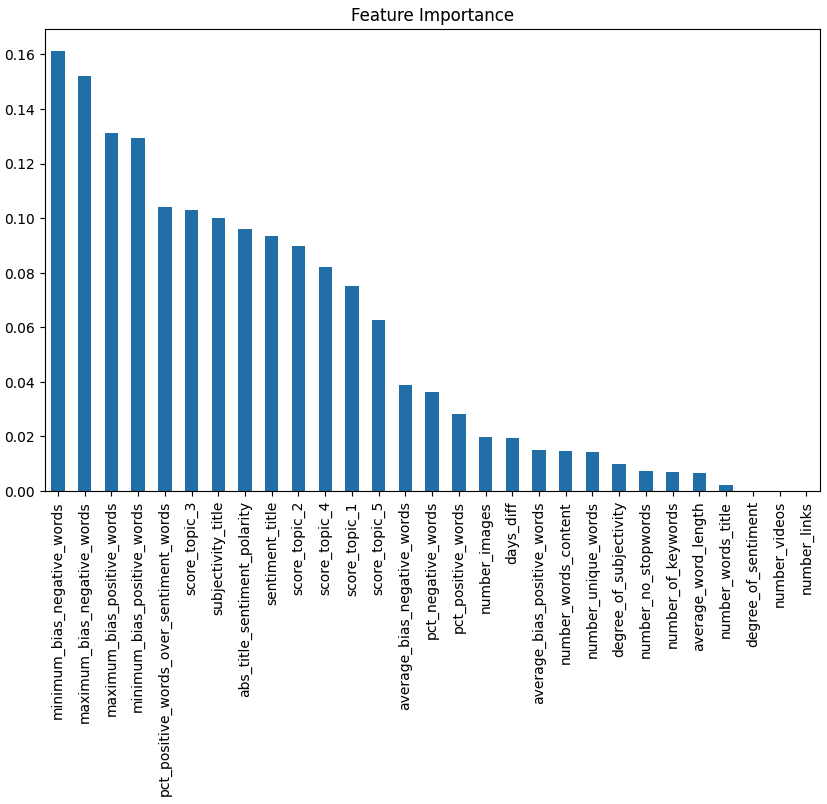 Feature Importance
0.16
0.14
0.12
0.10
0.08
0.06
0.04
0.02
0.00
minimum_bias_negative_words
maximum_bias_negative_words
maximum_bias_positive_words
minimum_bias_positive_words
pct_positive_words_over_sentiment_words
score_topic_3
subjectivity_title
abs_title_sentiment_polarity
sentiment_title
score_topic_2
score_topic_4
score_topic_1
score_topic_5
average_bias_negative_words
pct_negative_words
pct_positive_words
number_images
days_diff
average_bias_positive_words
number_words_content
number_unique_words
degree_of_subjectivity
number_no_stopwords
number_of_keywords
average_word_length
number_words_title
degree_of_sentiment
number_videos
number_links